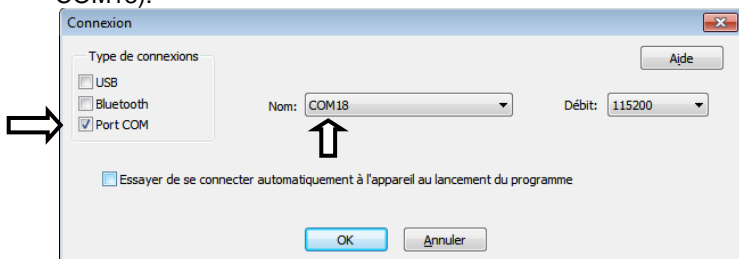 COM18).
Connexion
Type de connexions
Aide
USB
Bluetooth
Nom: COM18
Débit: 115200
Port COM
Essayer de se connecter automatiquement à l'appareil au lancement du programme
OK
Annuler